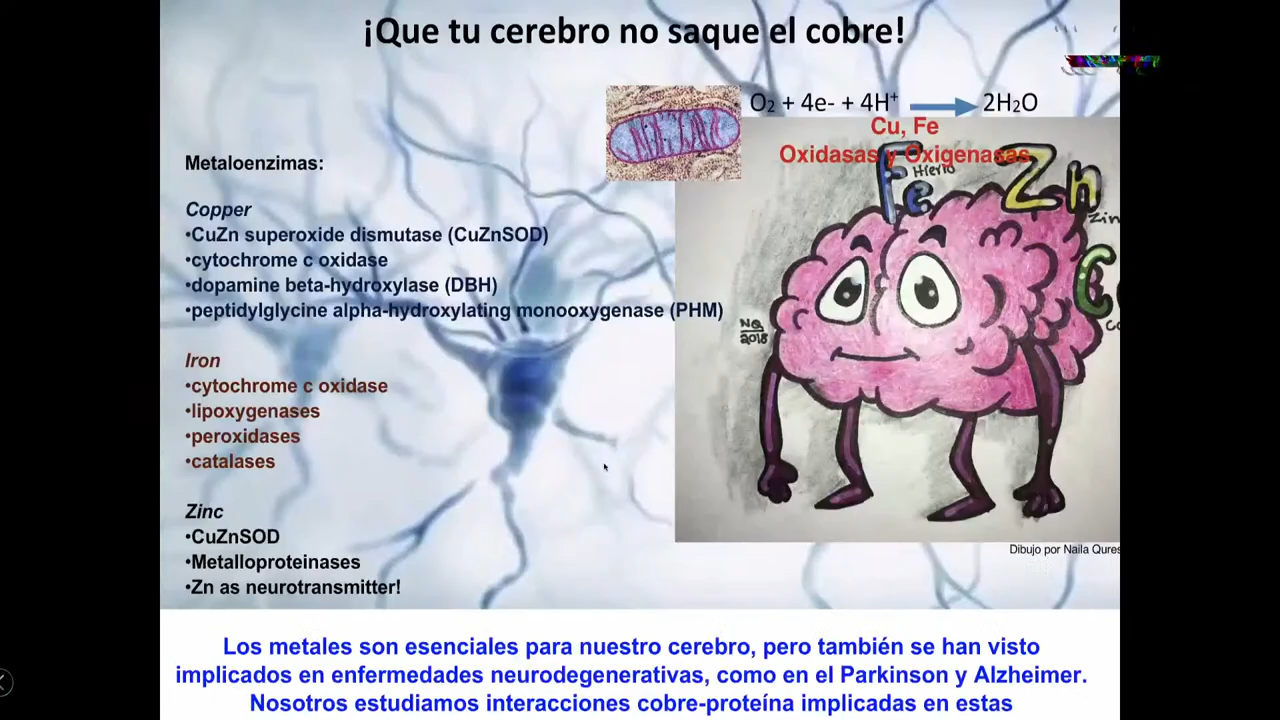 ¡Que tu cerebro no saque el cobre!
O₂ + 4e- + 4H⁺ 2H₂O
Cu, Fe
Oxidasas y Oxigenasas
Metaloenzimas:
Copper
•CuZn superoxide dismutase (CuZnSOD)
•cytochrome c oxidase
•dopamine beta-hydroxylase (DBH)
•peptidylglycine alpha-hydroxylating monooxygenase (PHM)
Iron
•cytochrome c oxidase
•lipoxygenases
•peroxidases
•catalases
Zinc
•CuZnSOD
•Metalloproteinases
•Zn as neurotransmitter!
Fe
Hierro
Zn
NQ
2018
Dibujo por Naila
Los metales son esenciales para nuestro cerebro, pero también se han visto
implicados en enfermedades neurodegenerativas, como en el Parkinson y Alzheimer.
Nosotros estudiamos interacciones cobre-proteína implicadas en estas